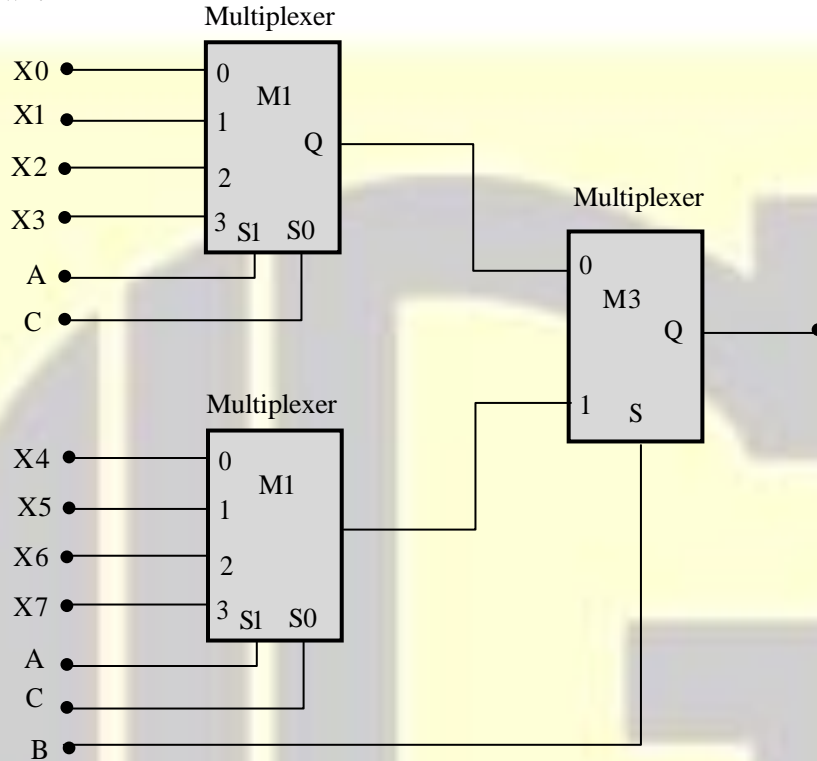 Multiplexer
X0
0
M1
X1
1
Q
X2
2
Multiplexer
X3
3
S1 S0
A
0
M3
C
Q
Multiplexer
1
S
X4
0
M1
X5
1
X6
2
X7
3
S1 S0
A
C
B